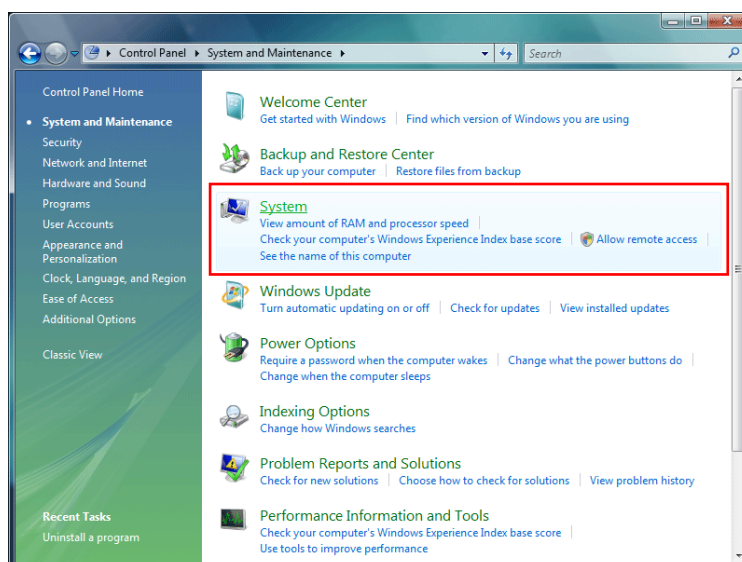 Control Panel System and Maintenance Search
Control Panel Home
System and Maintenance
Security
Network and Internet
Hardware and Sound
Programs
User Accounts
Appearance and
Personalization
Clock, Language, and Region
Ease of Access
Additional Options
Classic View
Recent Tasks
Uninstall a program
Welcome Center
Get started with Windows Find which version of Windows you are using
Backup and Restore Center
Back up your computer Restore files from backup
System
View amount of RAM and processor speed
Check your computer's Windows Experience Index base score Allow remote access
See the name of this computer
Windows Update
Turn automatic updating on or off Check for updates View installed updates
Power Options
Require a password when the computer wakes Change what the power buttons do
Change when the computer sleeps
Indexing Options
Change how Windows searches
Problem Reports and Solutions
Check for new solutions Choose how to check for solutions View problem history
Performance Information and Tools
Check your computer's Windows Experience Index base score
Use tools to improve performance